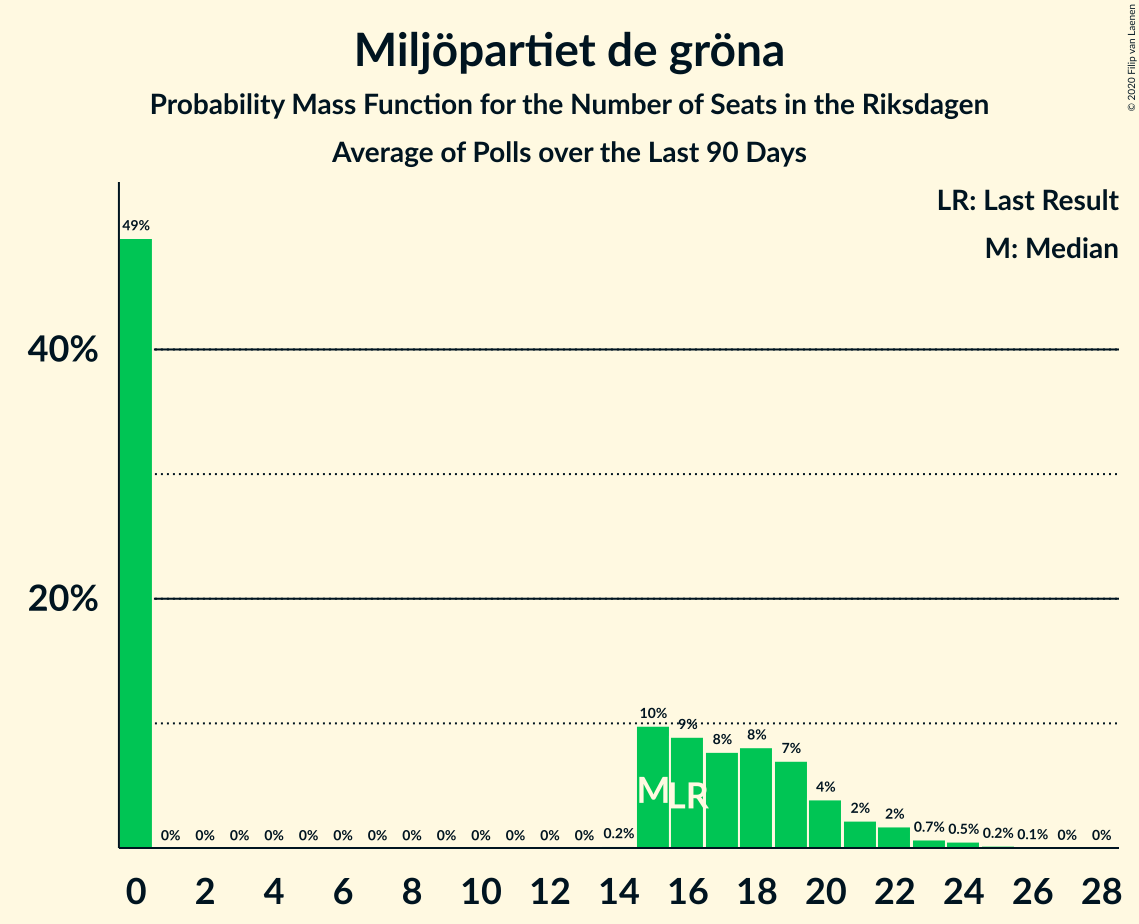 Miljöpartiet de gröna
Probability Mass Function for the Number of Seats in the Riksdagen
Average of Polls over the Last 90 Days
© 2020 Filip van Laenen
LR: Last Result
M: Median
49%
40%
20%
0% 0% 0% 0% 0% 0% 0% 0% 0% 0% 0% 0% 0% 0.2% 10% 9% 8% 8% 7% 4% 2% 2% 0.7% 0.5% 0.2% 0.1% 0% 0%
M LR
0 2 4 6 8 10 12 14 16 18 20 22 24 26 28